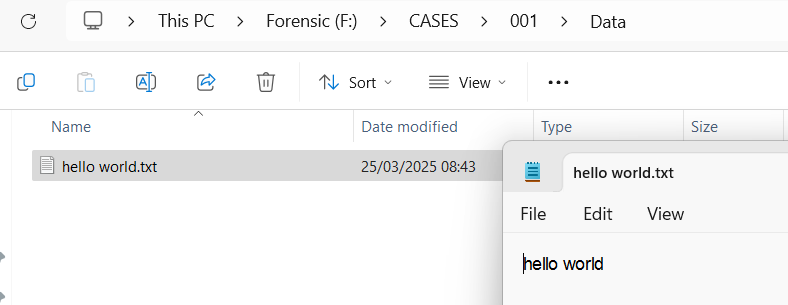 This PC > Forensic (F:) > CASES > 001 > Data
Sort View
Name Date modified Type Size
hello world.txt 25/03/2025 08:43
hello world.txt
File Edit View
hello world